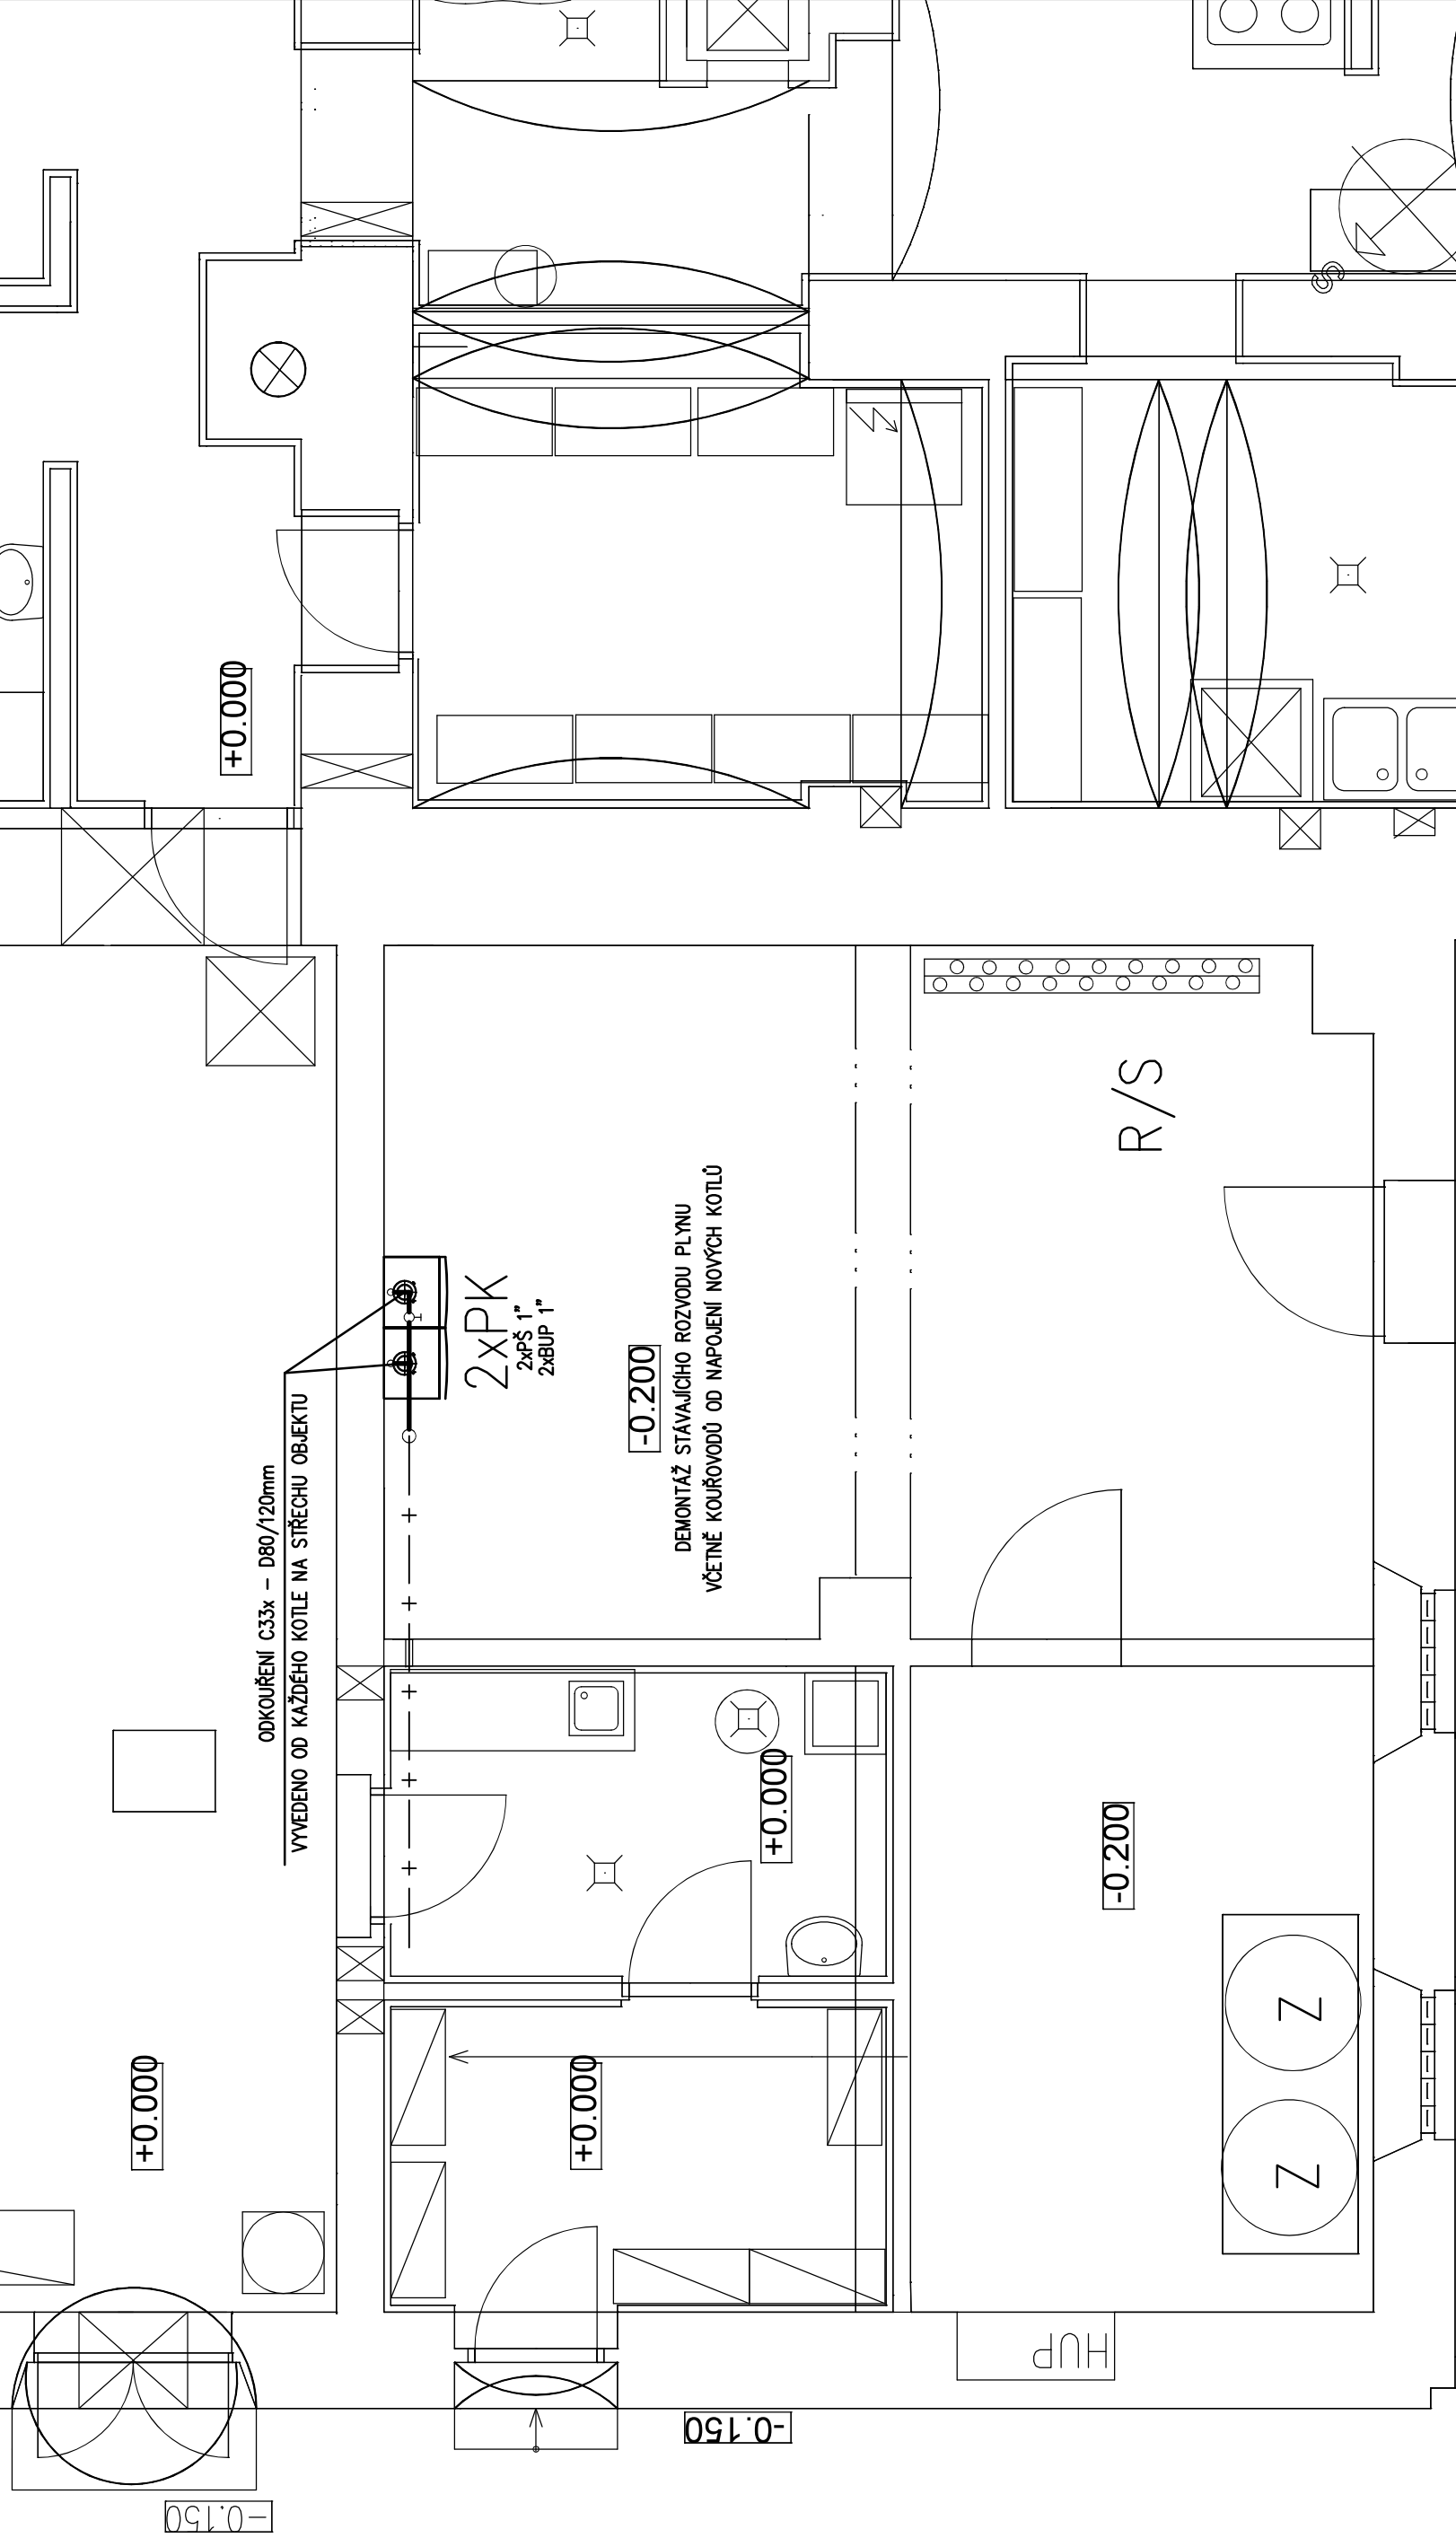 S
+0.000
R/S
2xPK
2xPŠ 1"
2xBUP 1"
-0.200
DEMONTÁŽ STÁVAJÍCÍHO ROZVODU PLYNU
VČETNĚ KOUŘOVODŮ OD NAPOJENÍ NOVÝCH KOTLŮ
ODKOUŘENÍ C33x - D80/120mm
VYVEDENO OD KAŽDÉHO KOTLE NA STŘECHU OBJEKTU
+0.000
-0.200
+0.000
+0.000
Z
Z
HUP
-0.150
-0.150